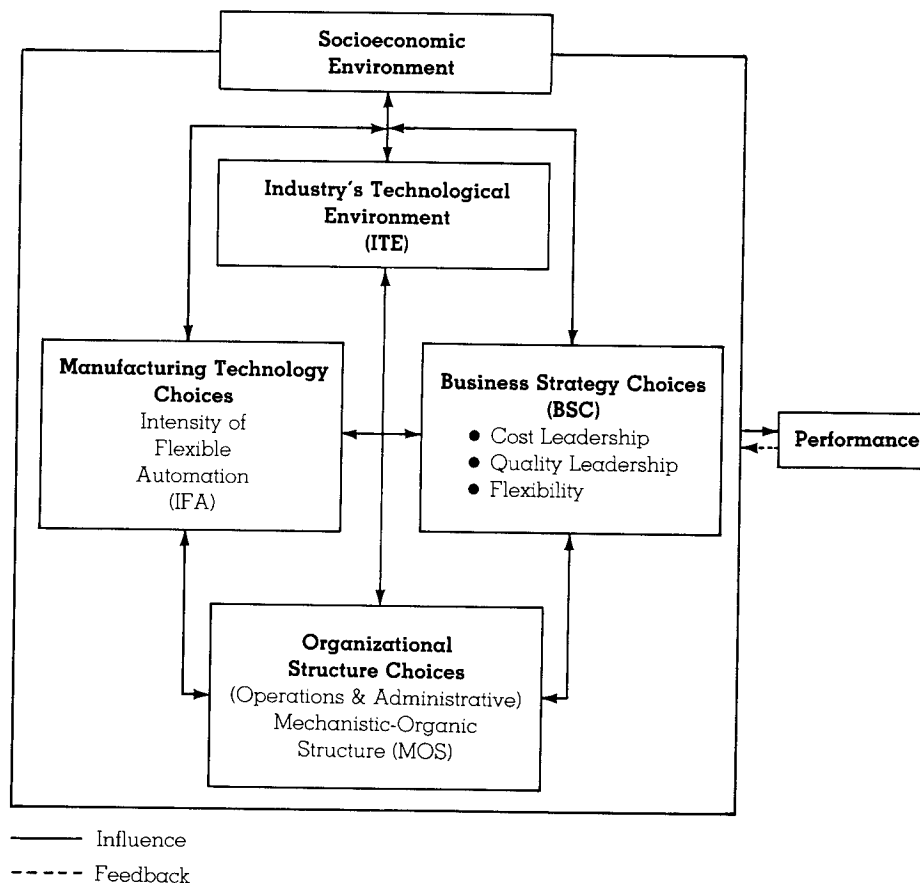 Socioeconomic
Environment
Industry's Technological
Environment
(ITE)
Manufacturing Technology
Choices
Intensity of
Flexible
Automation
(IFA)
Business Strategy Choices
(BSC)
● Cost Leadership
● Quality Leadership
● Flexibility
Performance
Organizational
Structure Choices
(Operations & Administrative)
Mechanistic-Organic
Structure (MOS)
Influence
Feedback